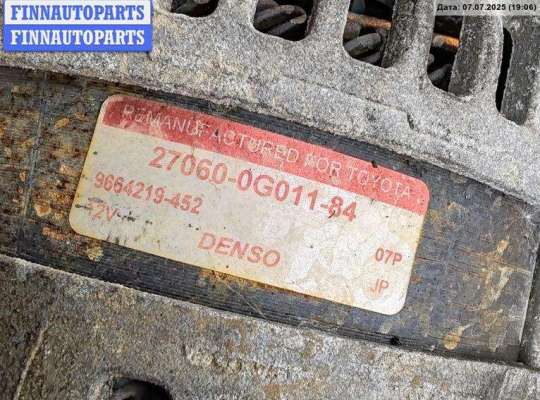 FINNAUTOPARTS
FINNAUTOPARTS
Дата: 07.07.2025 (19:06)
REMANUFACTURED FOR TOYOTA
27060-0G011-84
9664219-452
12V
DENSO
07P
JP